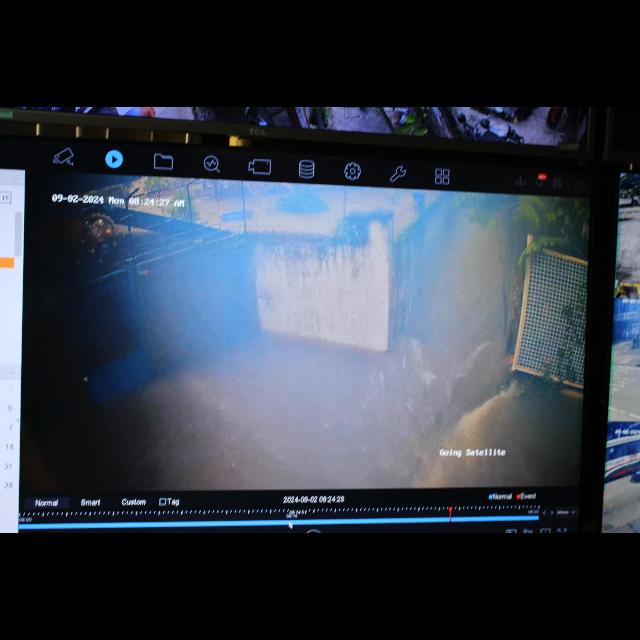 TCL
09-02-2024 Mon 08:24:27 AM
Going Satellite
Normal Smart Custom Tag
2024-09-02 08:24:28
Normal Event